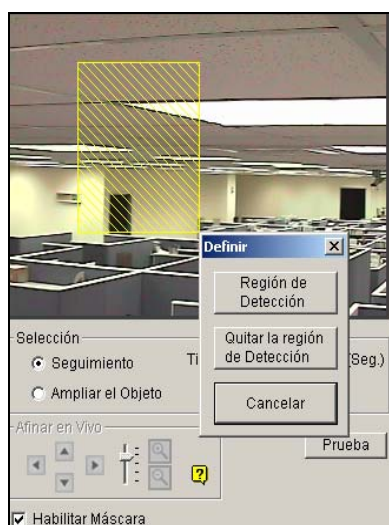 Definir
Región de
Detección
Quitar la región
de Detección
Cancelar
Selección
Seguimiento
Ti
(Seg.)
Ampliar el Objeto
Afinar en Vivo
?
Prueba
Habilitar Máscara